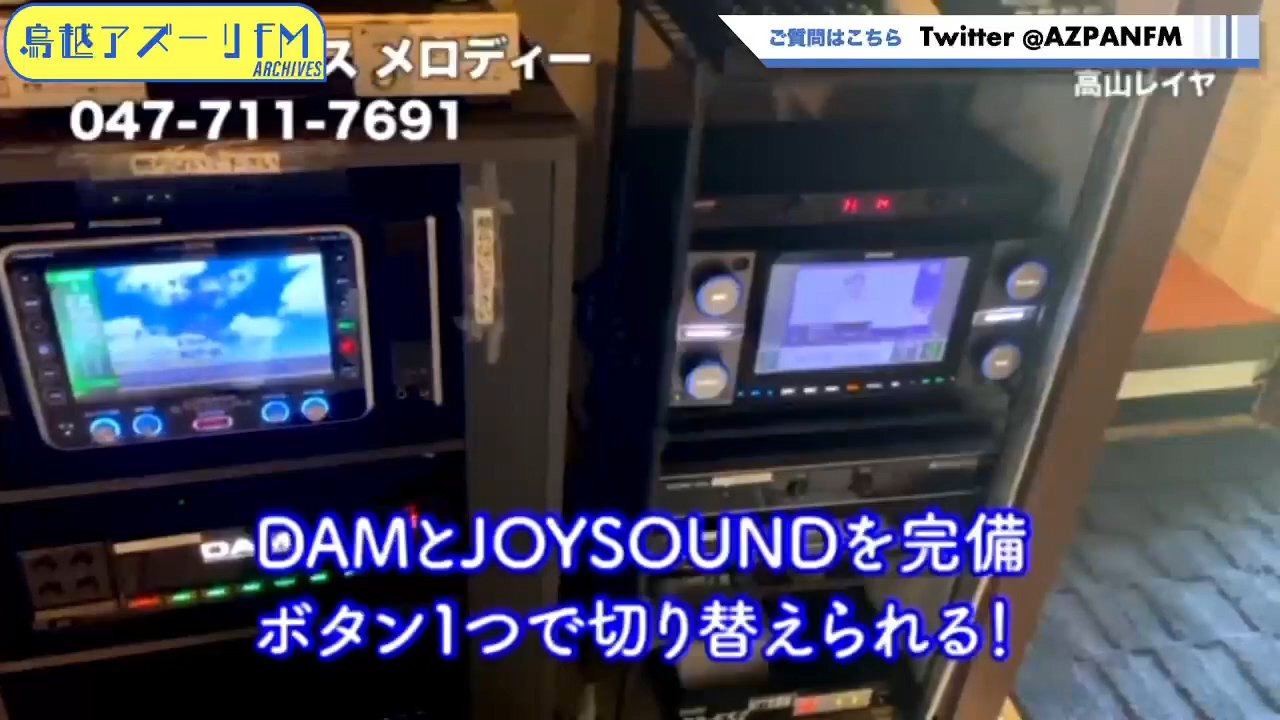 鳥越アズーリFM
ARCHIVES
ス メロディー
047-711-7691
ご質問はこちら Twitter @AZPANFM
高山レイヤ
DAM
DAMとJOYSOUNDを完備
ボタン1つで切り替えられる!